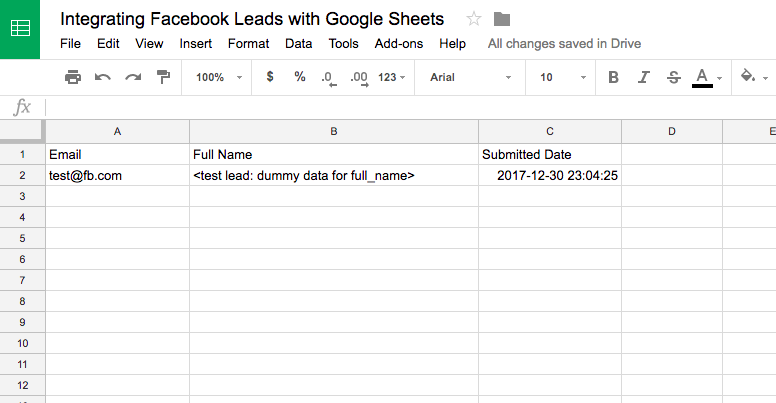 Integrating Facebook Leads with Google Sheets
File Edit View Insert Format Data Tools Add-ons Help All changes saved in Drive
100% $ % .0 .00 123 Arial 10 B I S A
fx
A B C D E
1 Email Full Name Submitted Date
2 test@fb.com <test lead: dummy data for full_name> 2017-12-30 23:04:25
3
4
5
6
7
8
9
10
11
12